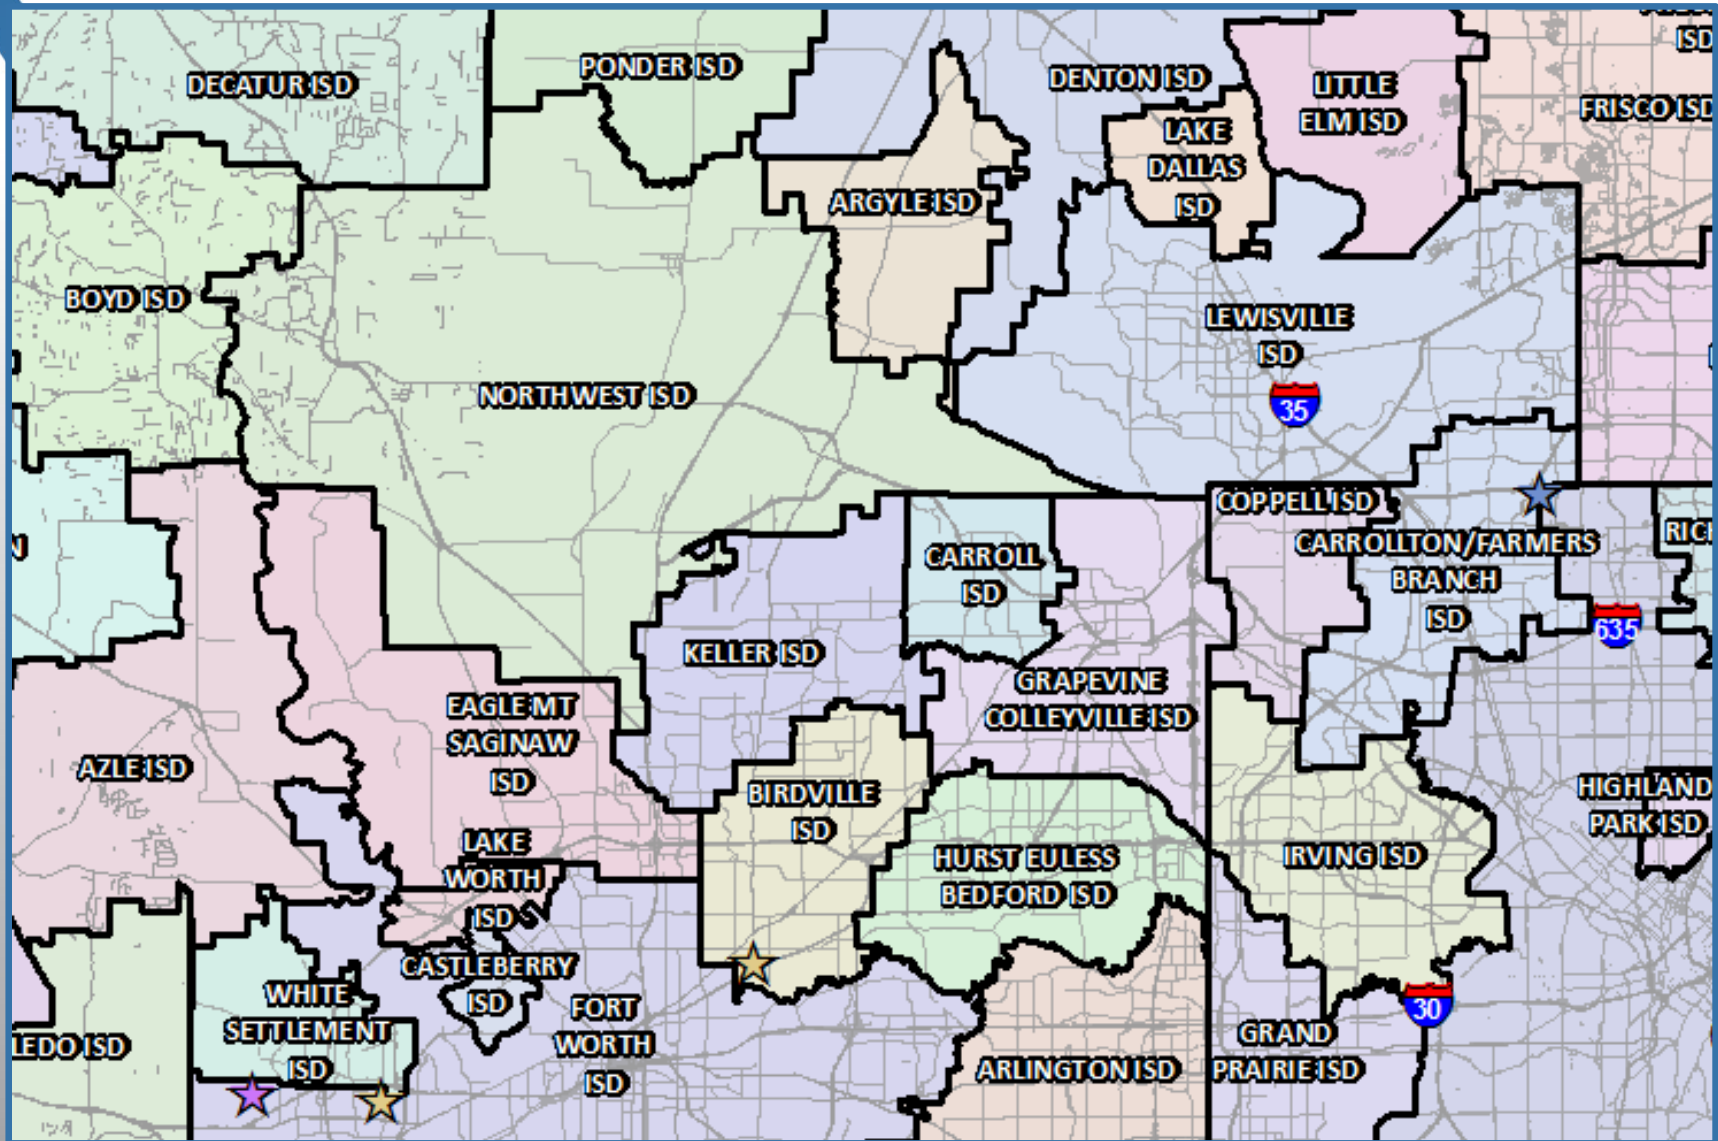 ISD
PONDER ISD
DENTON ISD
DECATUR ISD
LITTLE
ELM ISD
FRISCO ISD
LAKE
DALLAS
ISD
ARGYLE ISD
BOYD ISD
LEWISVILLE
ISD
NORTHWEST ISD
35
COPPELL ISD
CARROLLTON/FARMERS
BRANCH
ISD
RIC
N
CARROLL
ISD
635
KELLER ISD
GRAPEVINE
COLLEYVILLE ISD
EAGLE MT
SAGINAW
ISD
AZLE ISD
BIRDVILLE
ISD
HIGHLAND
PARK ISD
LAKE
WORTH
ISD
HURST EULESS
BEDFORD ISD
IRVING ISD
CASTLEBERRY
ISD
WHITE
SETTLEMENT
ISD
FORT
WORTH
ISD
30
LEDO ISD
ARLINGTON ISD
GRAND
PRAIRIE ISD